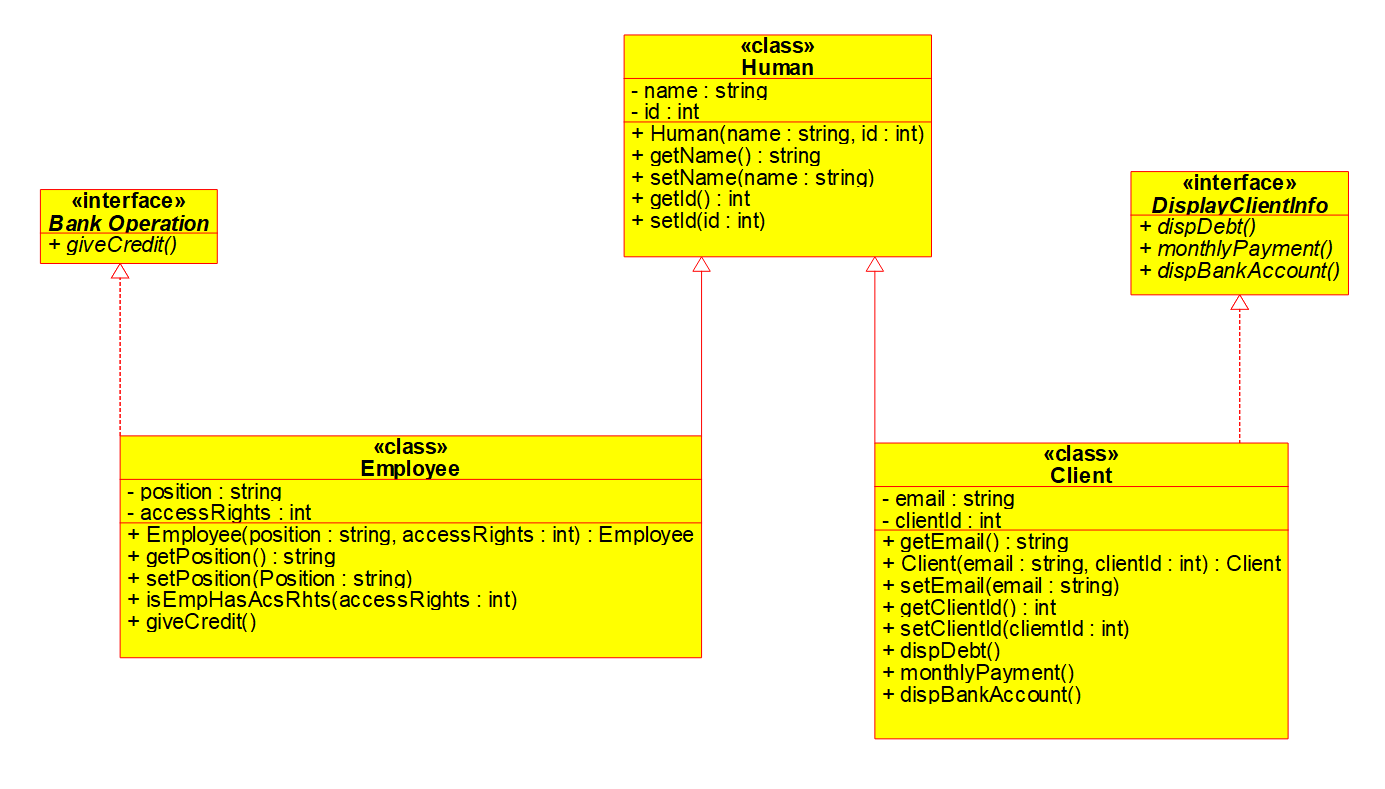 «class»
Human
- name : string
- id : int
+ Human(name : string, id : int)
+ getName() : string
+ setName(name : string)
+ getId() : int
+ setId(id : int)
«interface»
Bank Operation
+ giveCredit()
«interface»
DisplayClientInfo
+ dispDebt()
+ monthlyPayment()
+ dispBankAccount()
«class»
Employee
- position : string
- accessRights : int
+ Employee(position : string, accessRights : int) : Employee
+ getPosition() : string
+ setPosition(Position : string)
+ isEmpHasAcsRhts(accessRights : int)
+ giveCredit()
«class»
Client
- email : string
- clientId : int
+ getEmail() : string
+ Client(email : string, clientId : int) : Client
+ setEmail(email : string)
+ getClientId() : int
+ setClientId(cliemtId : int)
+ dispDebt()
+ monthlyPayment()
+ dispBankAccount()